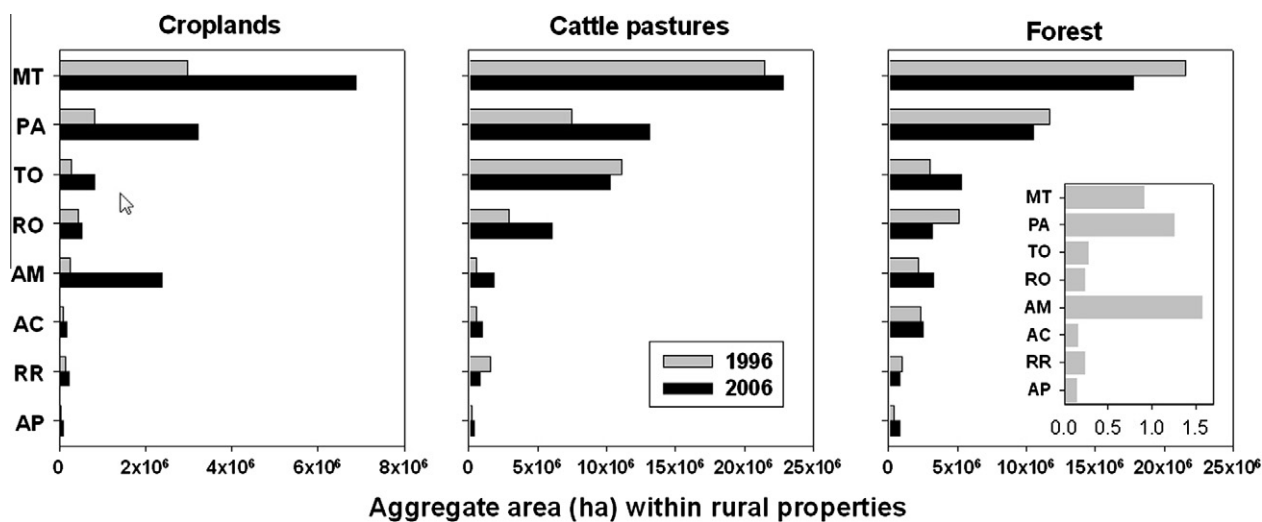 Croplands
Cattle pastures
Forest
MT
PA
TO
RO
AM
AC
RR
AP
MT
PA
TO
RO
AM
AC
RR
AP
0.0 0.5 1.0 1.5
1996
2006
0 2x10⁶ 4x10⁶ 6x10⁶ 8x10⁶
0 5x10⁶ 10x10⁶ 15x10⁶ 20x10⁶ 25x10⁶
0 5x10⁶ 10x10⁶ 15x10⁶ 20x10⁶ 25x10⁶
Aggregate area (ha) within rural properties